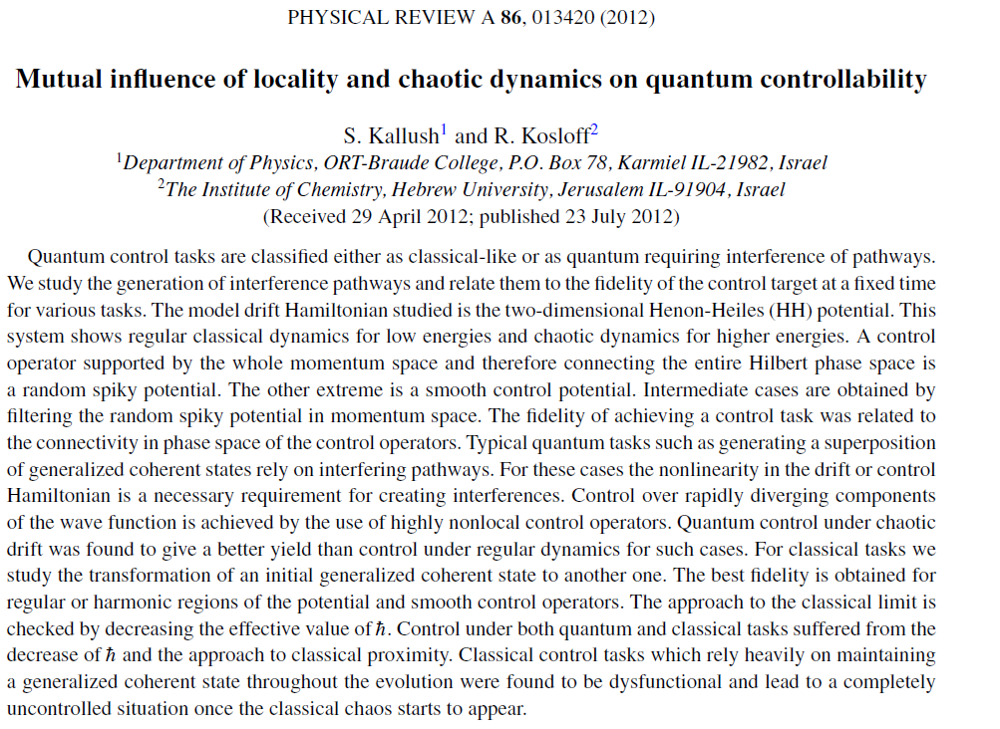 PHYSICAL REVIEW A 86, 013420 (2012)
Mutual influence of locality and chaotic dynamics on quantum controllability
S. Kallush1 and R. Kosloff2
1Department of Physics, ORT-Braude College, P.O. Box 78, Karmiel IL-21982, Israel
2The Institute of Chemistry, Hebrew University, Jerusalem IL-91904, Israel
(Received 29 April 2012; published 23 July 2012)
Quantum control tasks are classified either as classical-like or as quantum requiring interference of pathways.
We study the generation of interference pathways and relate them to the fidelity of the control target at a fixed time
for various tasks. The model drift Hamiltonian studied is the two-dimensional Henon-Heiles (HH) potential. This
system shows regular classical dynamics for low energies and chaotic dynamics for higher energies. A control
operator supported by the whole momentum space and therefore connecting the entire Hilbert phase space is
a random spiky potential. The other extreme is a smooth control potential. Intermediate cases are obtained by
filtering the random spiky potential in momentum space. The fidelity of achieving a control task was related to
the connectivity in phase space of the control operators. Typical quantum tasks such as generating a superposition
of generalized coherent states rely on interfering pathways. For these cases the nonlinearity in the drift or control
Hamiltonian is a necessary requirement for creating interferences. Control over rapidly diverging components
of the wave function is achieved by the use of highly nonlocal control operators. Quantum control under chaotic
drift was found to give a better yield than control under regular dynamics for such cases. For classical tasks we
study the transformation of an initial generalized coherent state to another one. The best fidelity is obtained for
regular or harmonic regions of the potential and smooth control operators. The approach to the classical limit is
checked by decreasing the effective value of ℏ. Control under both quantum and classical tasks suffered from the
decrease of ℏ and the approach to classical proximity. Classical control tasks which rely heavily on maintaining
a generalized coherent state throughout the evolution were found to be dysfunctional and lead to a completely
uncontrolled situation once the classical chaos starts to appear.